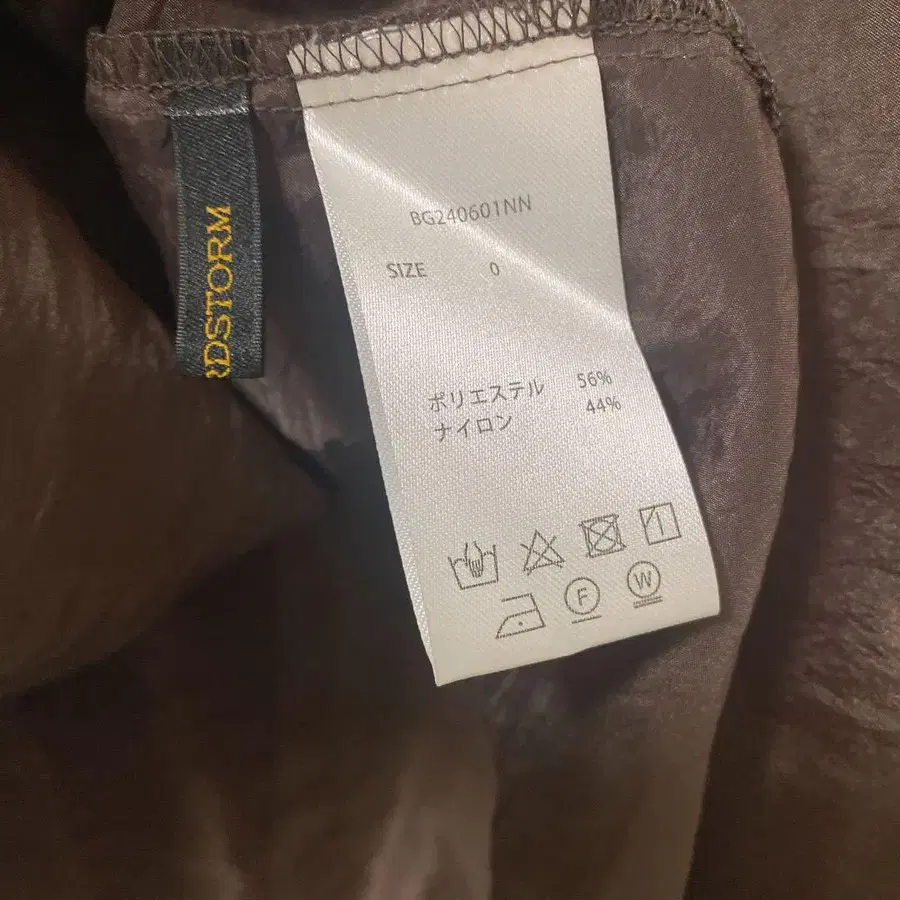 RDSTORM
BG240601NN
SIZE 0
ポリエステル 56%
ナイロン 44%
F
W